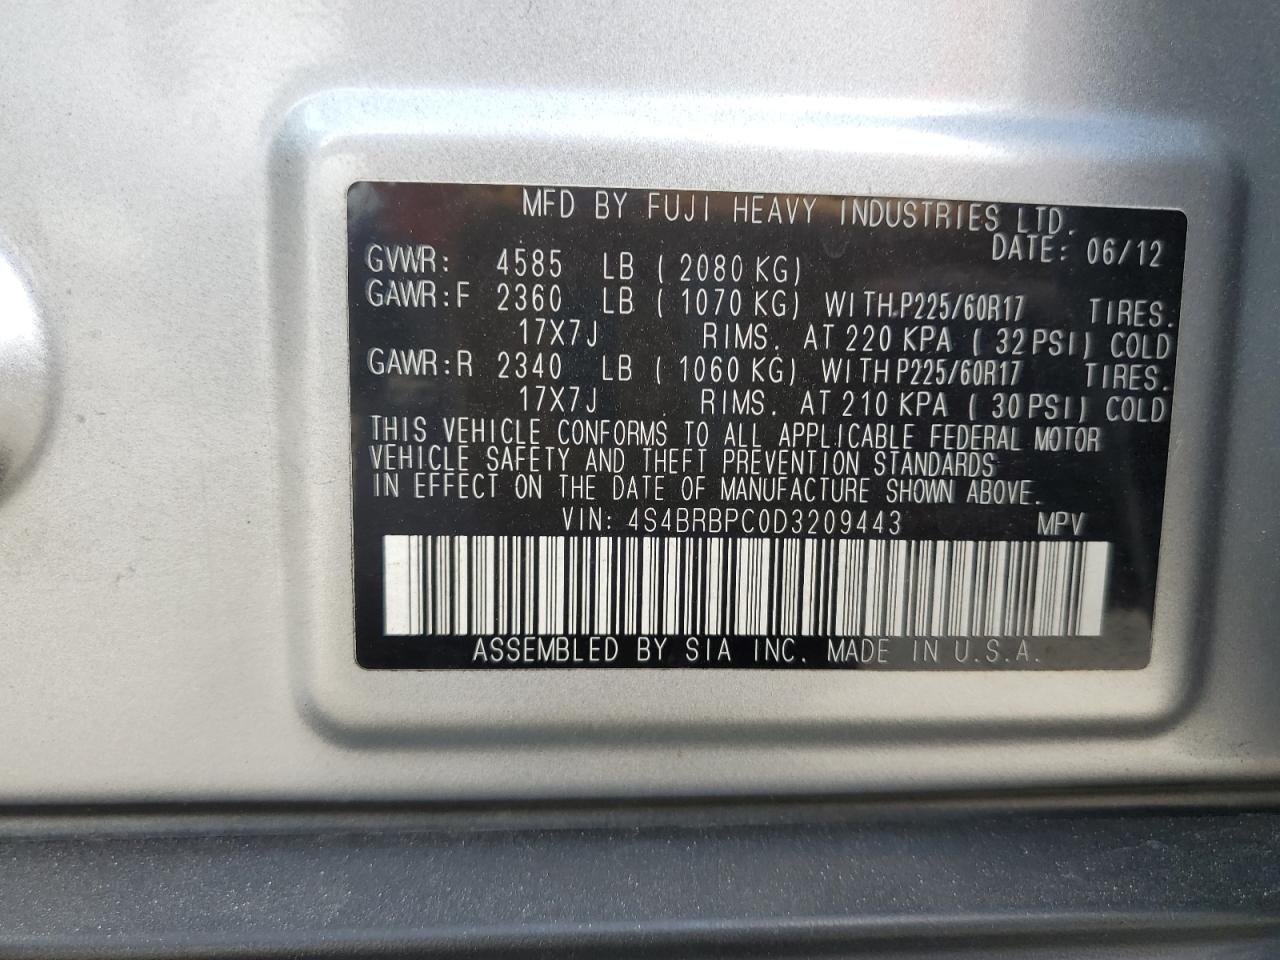 MFD BY FUJI HEAVY INDUSTRIES LTD.
DATE: 06/12
GVWR: 4585 LB ( 2080 KG)
GAWR: F 2360 LB ( 1070 KG) WITH P225/60R17 TIRES.
17X7J RIMS. AT 220 KPA ( 32 PSI) COLD
GAWR: R 2340 LB ( 1060 KG) WITH P225/60R17 TIRES.
17X7J RIMS. AT 210 KPA ( 30 PSI) COLD
THIS VEHICLE CONFORMS TO ALL APPLICABLE FEDERAL MOTOR
VEHICLE SAFETY AND THEFT PREVENTION STANDARDS
IN EFFECT ON THE DATE OF MANUFACTURE SHOWN ABOVE.
VIN: 4S4BRBPC0D3209443 MPV
ASSEMBLED BY SIA INC. MADE IN U.S.A.